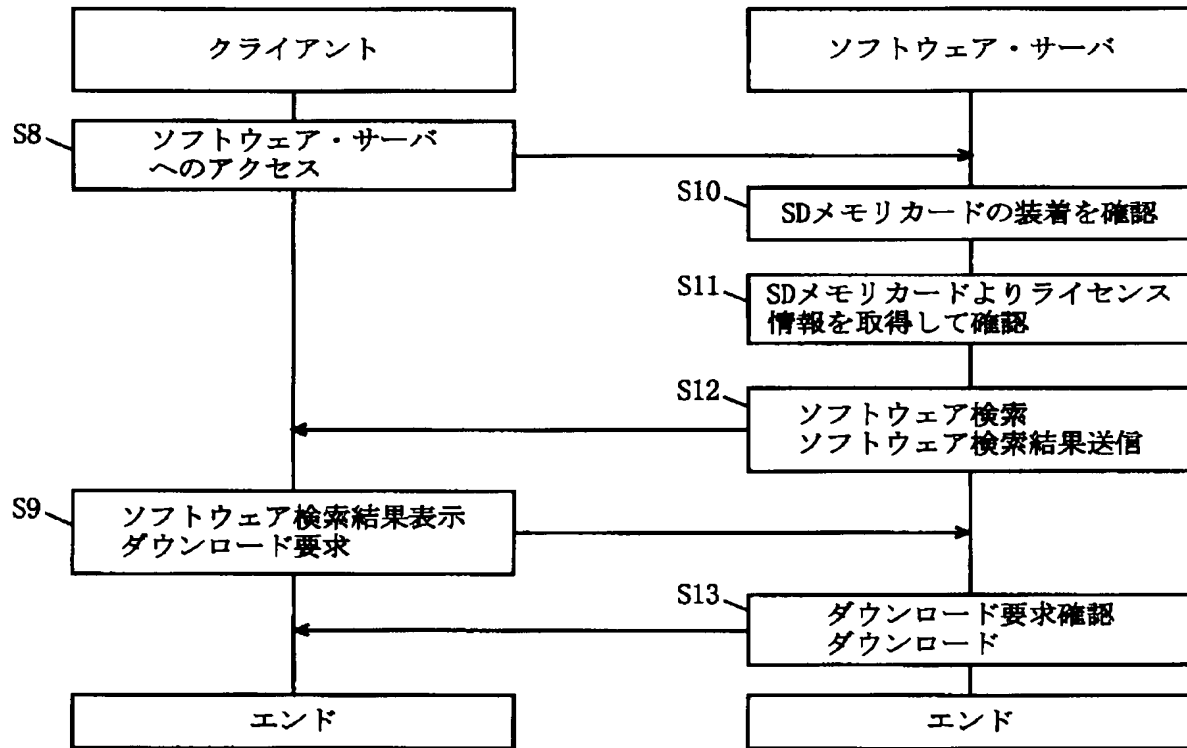 クライアント
ソフトウェア・サーバ
S8
ソフトウェア・サーバ
へのアクセス
S10
SDメモリカードの装着を確認
S11
SDメモリカードよりライセンス
情報を取得して確認
S12
ソフトウェア検索
ソフトウェア検索結果送信
S9
ソフトウェア検索結果表示
ダウンロード要求
S13
ダウンロード要求確認
ダウンロード
エンド
エンド